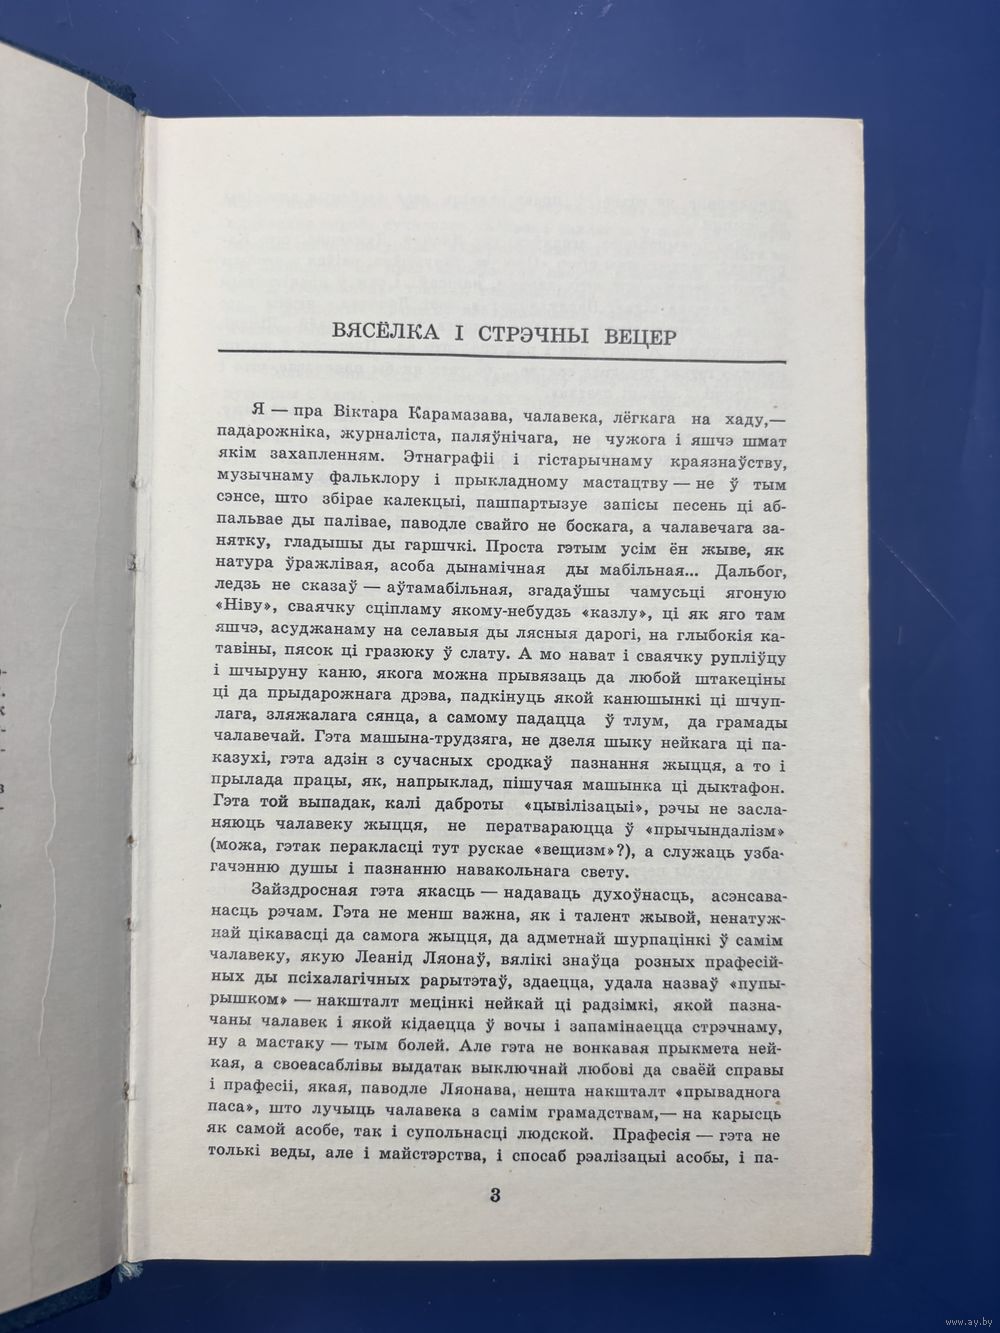 ВЯСЁЛКА І СТРЭЧНЫ ВЕЦЕР
Я — пра Віктара Карамазава, чалавека, лёгкага на хаду,—
падарожніка, журналіста, паляўнічага, не чужога і яшчэ шмат
якім захапленням. Этнаграфіі і гістарычнаму краязнаўству,
музычнаму фальклору і прыкладному мастацтву — не ў тым
сэнсе, што збірае калекцыі, пашпартызуе запісы песень ці аб-
пальвае ды палівае, паводле свайго не боскага, а чалавечага за-
нятку, гладышы ды гаршчкі. Проста гэтым усім ён жыве, як
натура ўражлівая, асоба дынамічная ды мабільная... Дальбог,
ледзь не сказаў — аўтамабільная, згадаўшы чамусьці ягоную
«Ніву», сваячку сціпламу якому-небудзь «казлу», ці як яго там
яшчэ, асуджанаму на селавыя ды лясныя дарогі, на глыбокія ка-
тавіны, пясок ці гразюку ў слату. А мо нават і сваячку рупліўцу
і шчыруну каню, якога можна прывязаць да любой штакеціны
ці да прыдарожнага дрэва, падкінуць якой канюшынкі ці шчуп-
лага, зляжалага сянца, а самому падацца ў тлум, да грамады
чалавечай. Гэта машына-трудзяга, не дзеля шыку нейкага ці па-
казухі, гэта адзін з сучасных сродкаў пазнання жыцця, а то і
прылада працы, як, напрыклад, пішучая машынка ці дыктафон.
Гэта той выпадак, калі даброты «цывілізацыі», рэчы не засла-
няюць чалавеку жыцця, не ператвараюцца ў «прычындалізм»
(можа, гэтак перакласці тут рускае «вещизм»?), а служаць узба-
гачэнню душы і пазнанню навакольнага свету.
Зайздросная гэта якасць — надаваць духоўнасць, асэнсава-
насць рэчам. Гэта не менш важна, як і талент жывой, ненатуж-
най цікавасці да самога жыцця, да адметнай шурпацінкі ў самім
чалавеку, якую Леанід Ляонаў, вялікі знаўца розных прафесій-
ных ды псіхалагічных рарытэтаў, здаецца, удала назваў «пупы-
рышком» — накшталт мецінкі нейкай ці радзімкі, якой пазна-
чаны чалавек і якой кідаецца ў вочы і запамінаецца стрэчнаму,
ну а мастаку — тым болей. Але гэта не вонкавая прыкмета ней-
кая, а своеасаблівы выдатак выключнай любові да сваёй справы
і прафесіі, якая, паводле Ляонава, нешта накшталт «прываднога
паса», што лучыць чалавека з самім грамадствам,— на карысць
як самой асобе, так і супольнасці людской. Прафесія — гэта не
толькі веды, але і майстэрства, і спосаб рэалізацыі асобы, і па-
3
www.ay.by